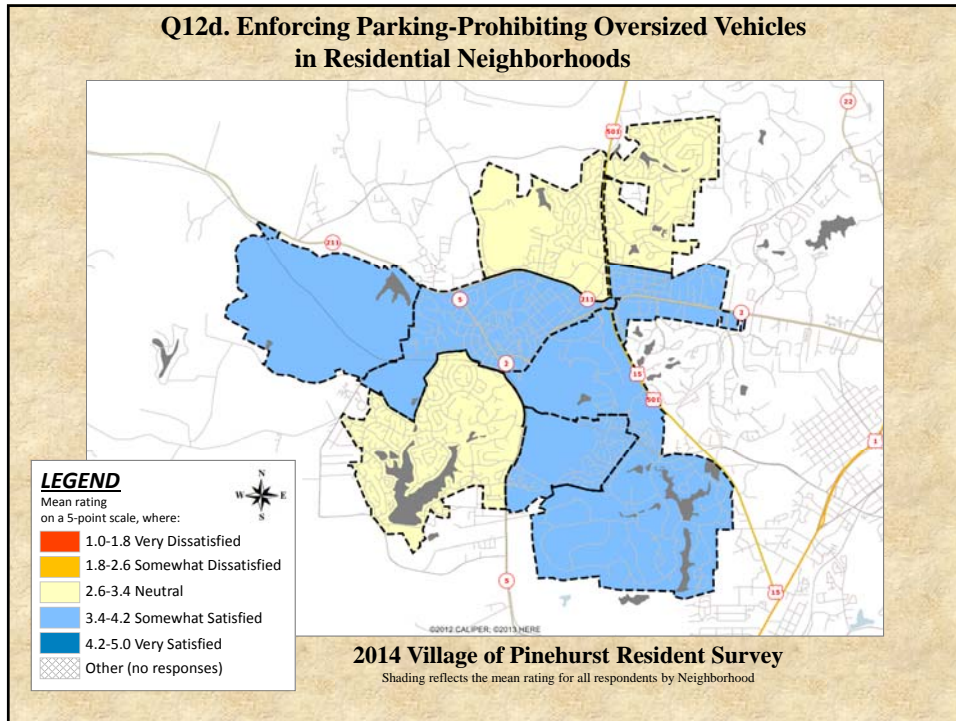 Q12d. Enforcing Parking-Prohibiting Oversized Vehicles
in Residential Neighborhoods
22
501
211
5
211
3
2
15
501
1
LEGEND
Mean rating
on a 5-point scale, where:
N
W E
S
1.0-1.8 Very Dissatisfied
1.8-2.6 Somewhat Dissatisfied
2.6-3.4 Neutral
3.4-4.2 Somewhat Satisfied
4.2-5.0 Very Satisfied
Other (no responses)
5
15
©2012 CALIPER; ©2013 HERE
2014 Village of Pinehurst Resident Survey
Shading reflects the mean rating for all respondents by Neighborhood